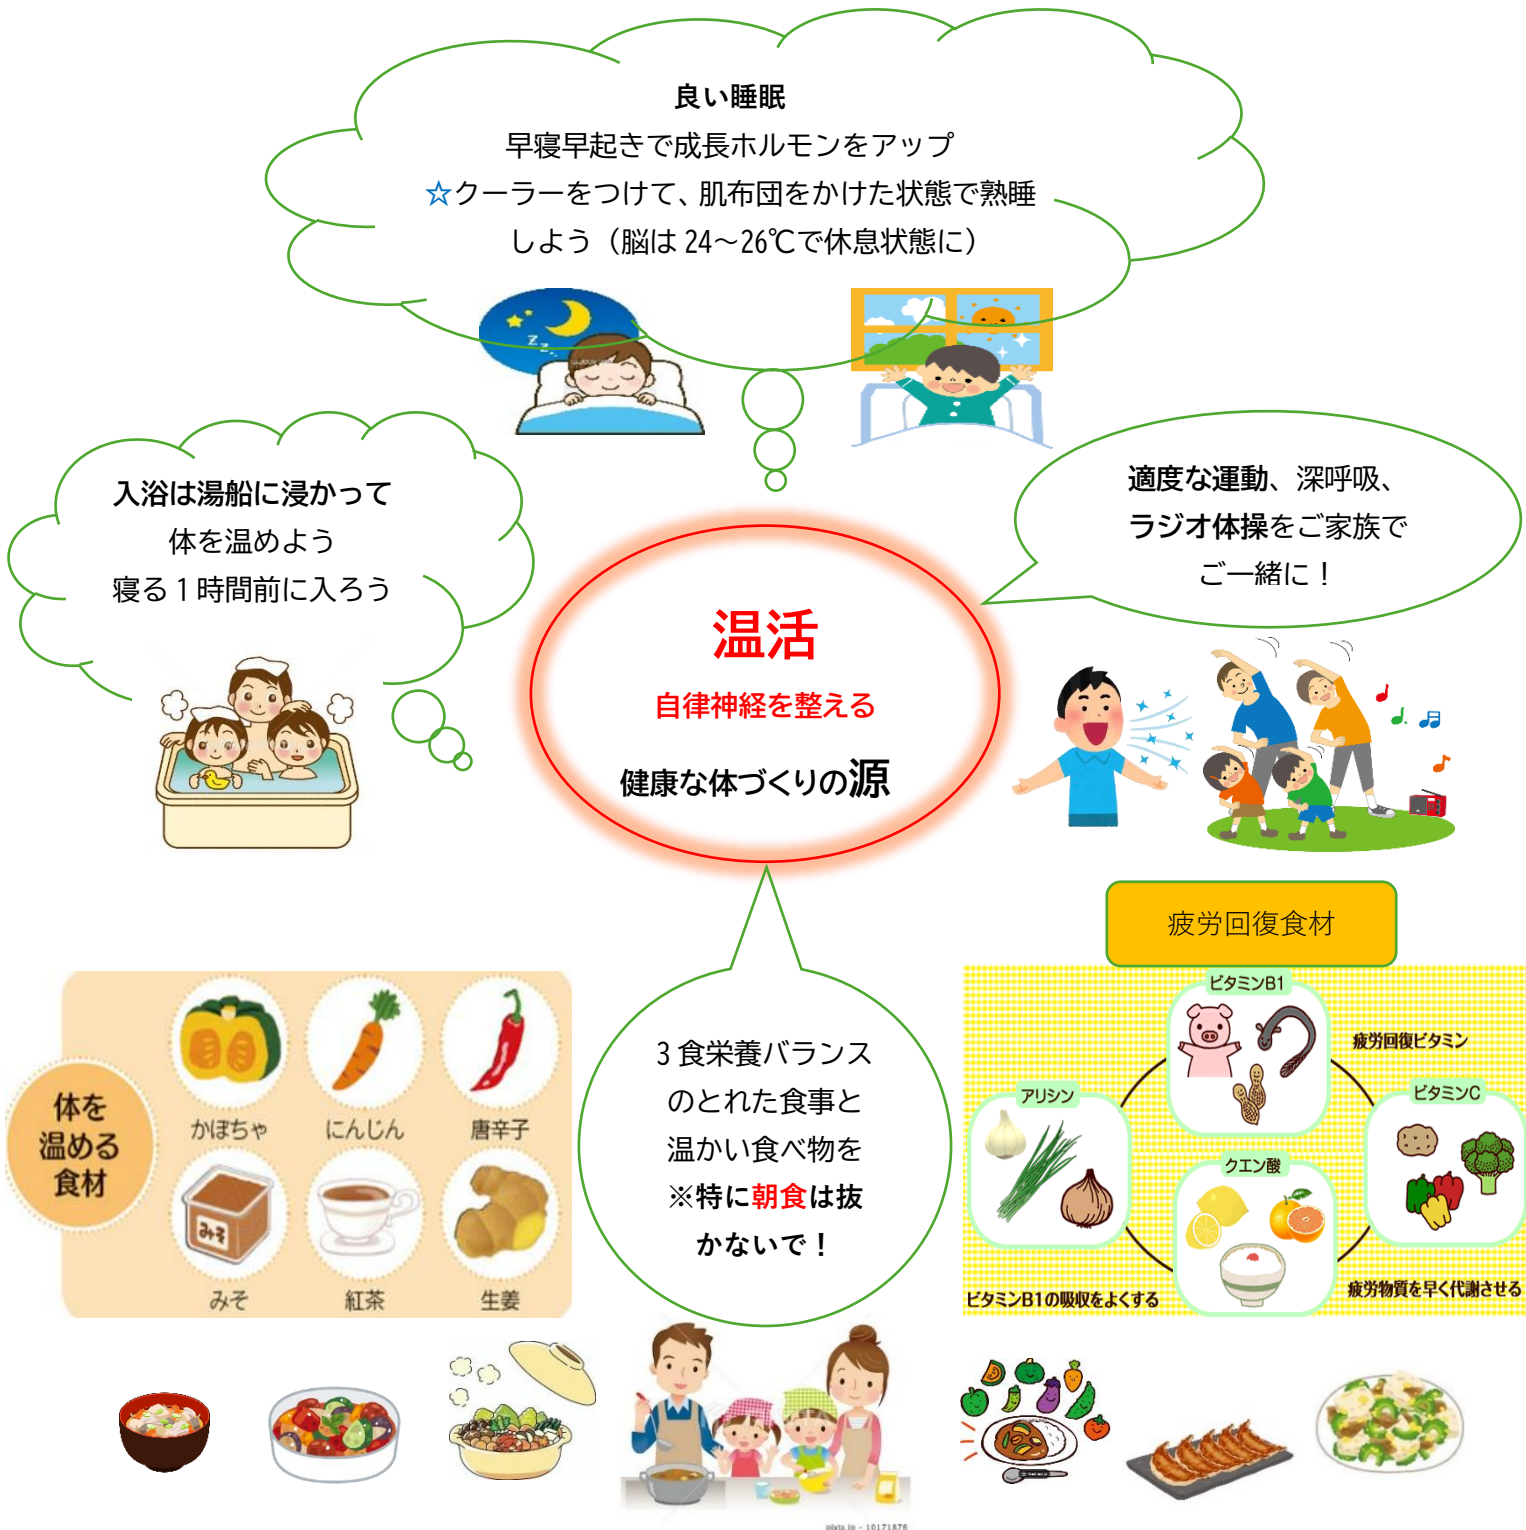 良い睡眠
早寝早起きで成長ホルモンをアップ
☆クーラーをつけて、肌布団をかけた状態で熟睡
しよう（脳は 24～26℃で休息状態に）
入浴は湯船に浸かって
体を温めよう
寝る１時間前に入ろう
適度な運動、深呼吸、
ラジオ体操をご家族で
ご一緒に！
温活
自律神経を整える
健康な体づくりの源
疲労回復食材
体を
温める
食材
かぼちゃ
にんじん
唐辛子
みそ
みそ
紅茶
生姜
3 食栄養バランス
のとれた食事と
温かい食べ物を
※特に朝食は抜
かないで！
ビタミンB1
疲労回復ビタミン
アリシン
ビタミンC
クエン酸
ビタミンB1の吸収をよくする
疲労物質を早く代謝させる
pixta.jp - 10171876